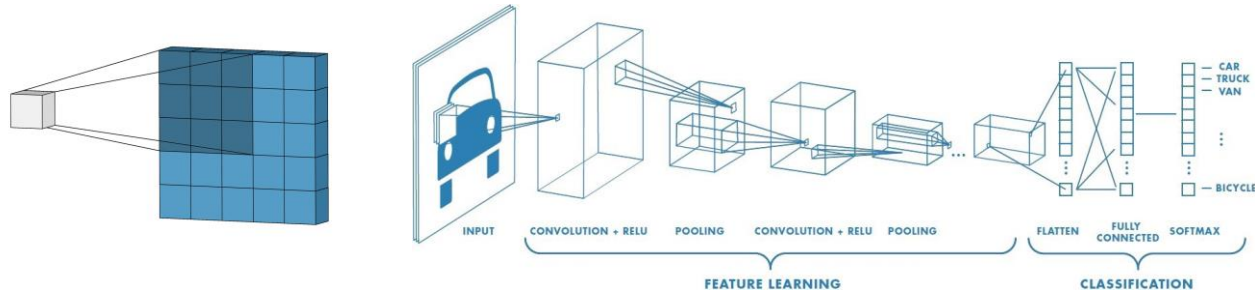 CAR
TRUCK
VAN
BICYCLE
INPUT
CONVOLUTION + RELU
POOLING
CONVOLUTION + RELU
POOLING
FLATTEN
FULLY
CONNECTED
SOFTMAX
FEATURE LEARNING
CLASSIFICATION